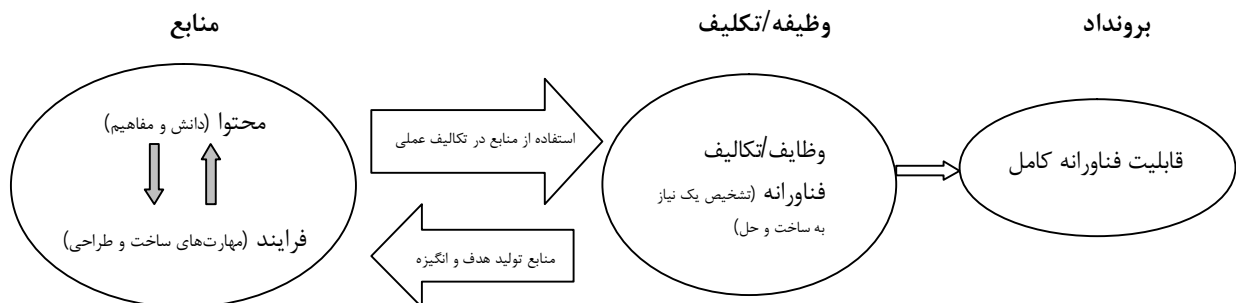 منابع
وظیفه/تکلیف
برونداد
محتوا (دانش و مفاهیم)
فرایند (مهارت‌های ساخت و طراحی)
استفاده از منابع در تکالیف عملی
منابع تولید هدف و انگیزه
وظایف/تکالیف
فناورانه (تشخیص یک نیاز
به ساخت و حل)
قابلیت فناورانه کامل